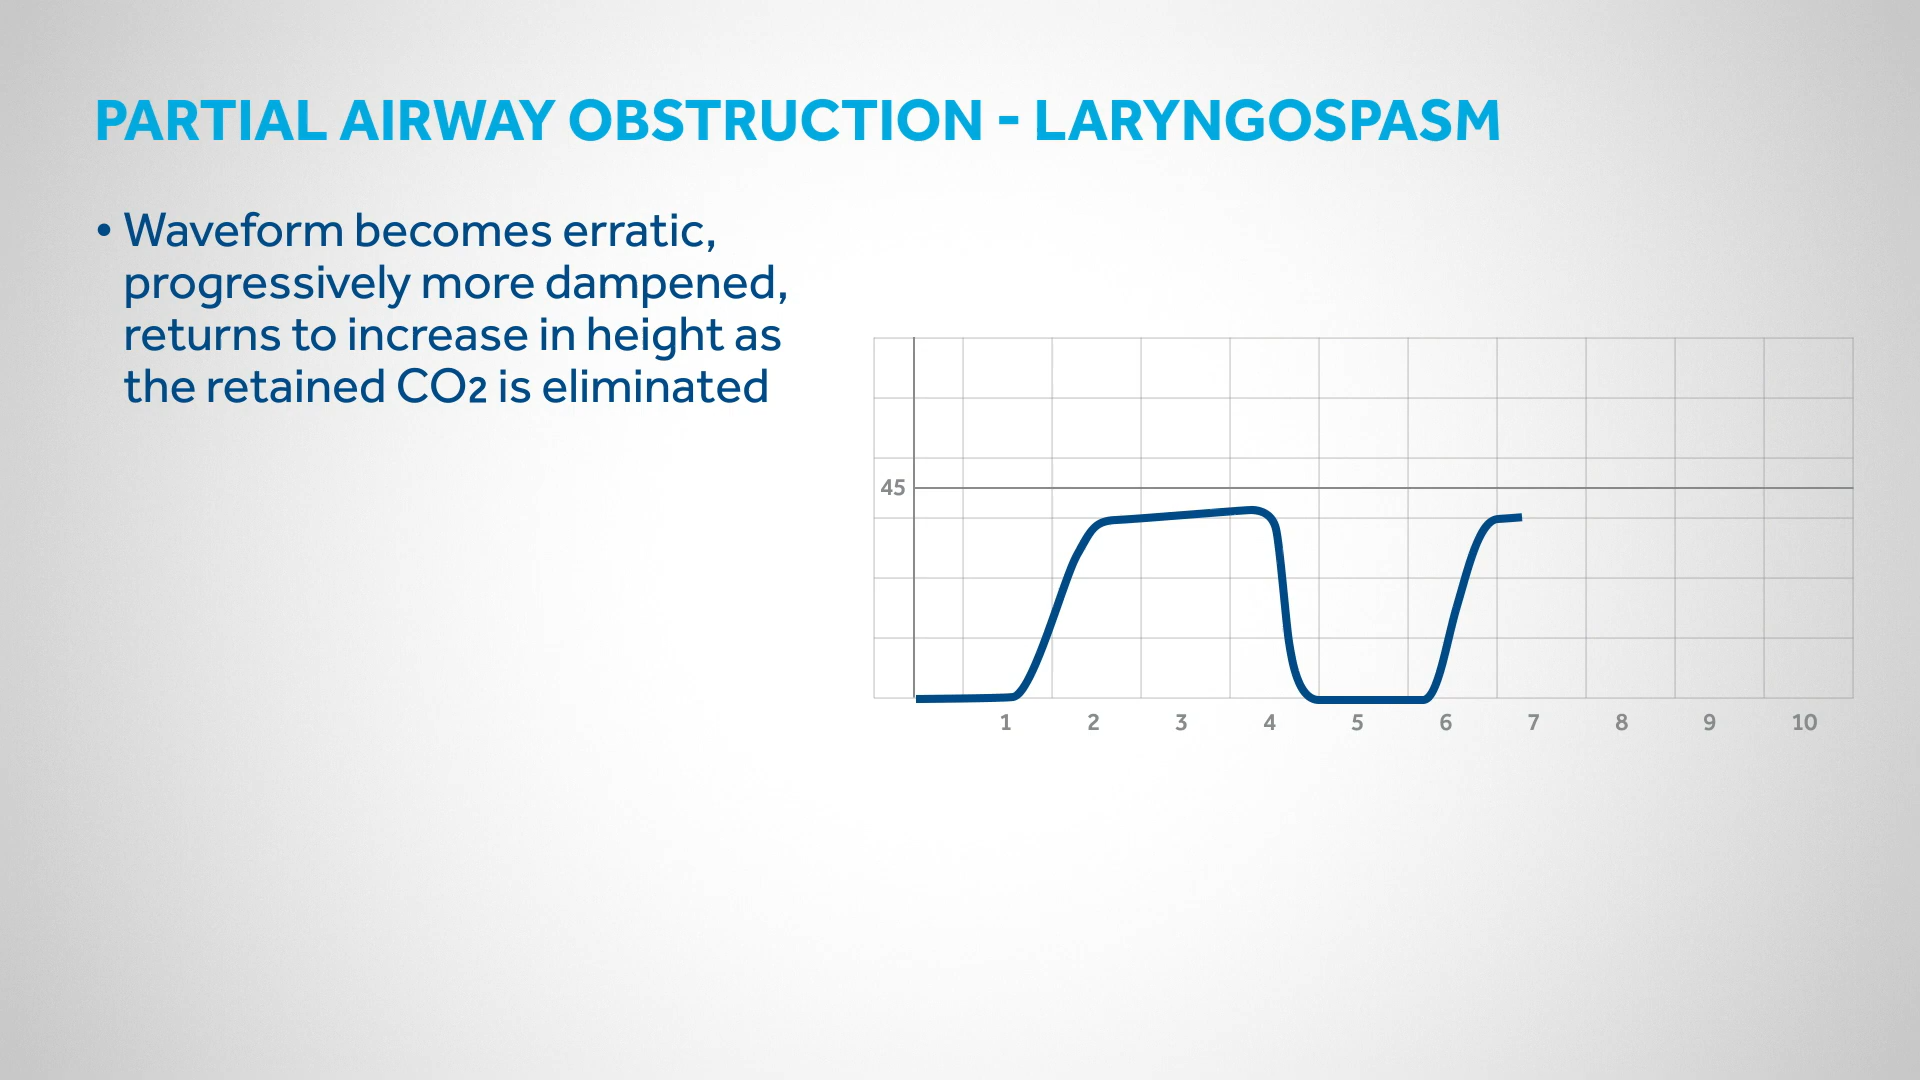 PARTIAL AIRWAY OBSTRUCTION - LARYNGOSPASM
• Waveform becomes erratic,
progressively more dampened,
returns to increase in height as
the retained CO2 is eliminated
45
1 2 3 4 5 6 7 8 9 10